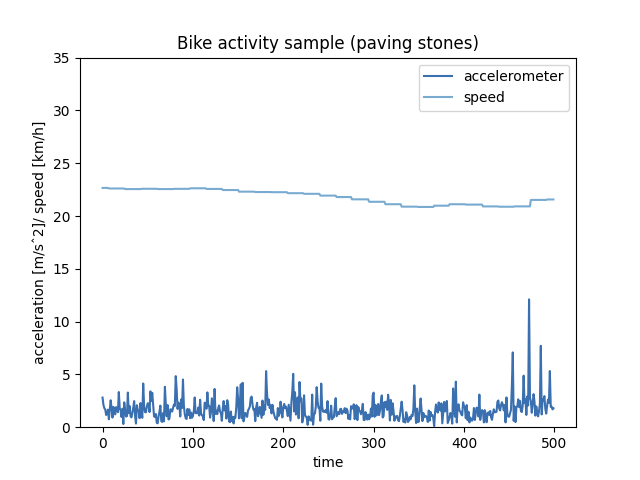 Bike activity sample (paving stones)
accelerometer
speed
acceleration [m/sˆ2]/ speed [km/h]
35
30
25
20
15
10
5
0
0 100 200 300 400 500
time